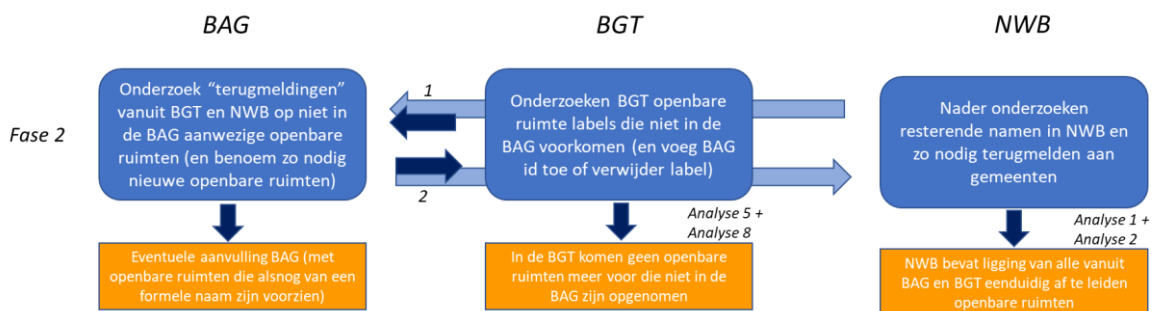 BAG
BGT
NWB
Fase 2
Onderzoek “terugmeldingen”
vanuit BGT en NWB op niet in
de BAG aanwezige openbare
ruimten (en benoem zo nodig
nieuwe openbare ruimten)
1
2
Onderzoeken BGT openbare
ruimte labels die niet in de
BAG voorkomen (en voeg BAG
id toe of verwijder label)
Nader onderzoeken
resterende namen in NWB en
zo nodig terugmelden aan
gemeenten
Analyse 5 +
Analyse 8
Analyse 1 +
Analyse 2
Eventuele aanvulling BAG (met
openbare ruimten die alsnog van een
formele naam zijn voorzien)
In de BGT komen geen openbare
ruimten meer voor die niet in de
BAG zijn opgenomen
NWB bevat ligging van alle vanuit
BAG en BGT eenduidig af te leiden
openbare ruimten